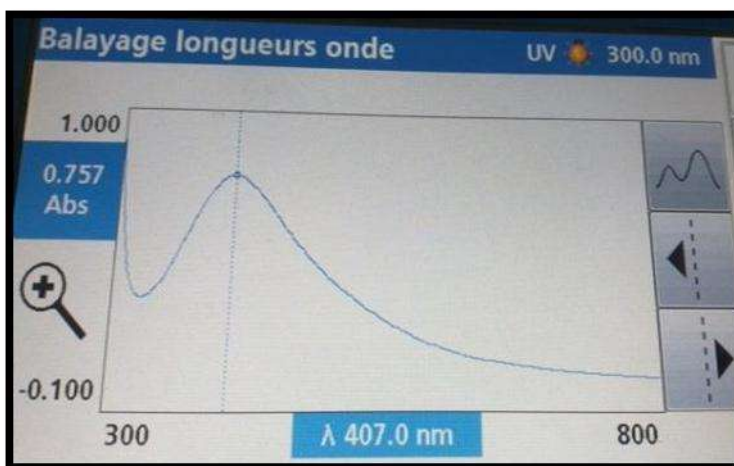 Balayage longueurs onde UV 300.0 nm
1.000
0.757
Abs
-0.100
300 λ 407.0 nm 800